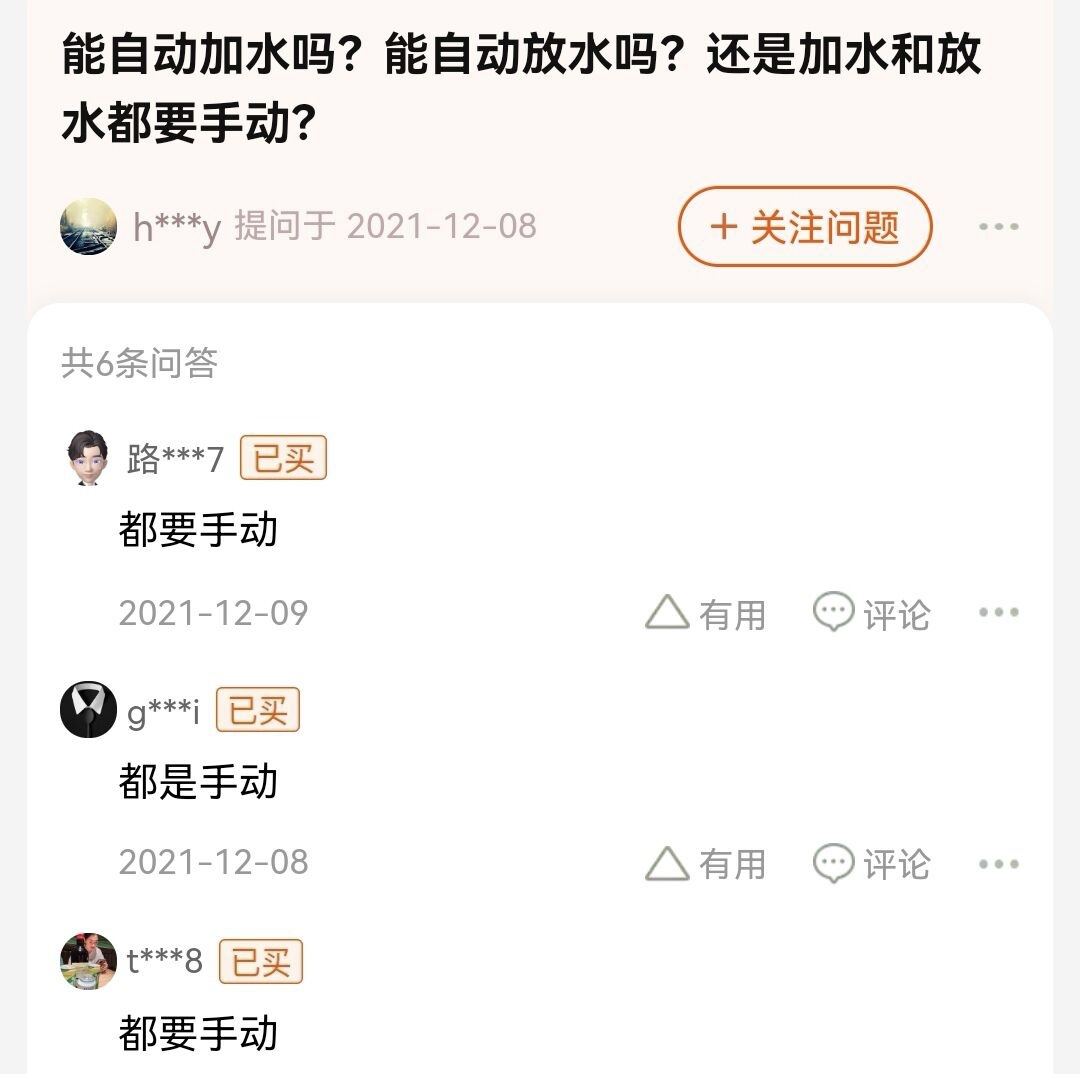 能自动加水吗？能自动放水吗？还是加水和放
水都要手动？
h***y 提问于 2021-12-08
+ 关注问题
共6条问答
路***7 已买
都要手动
2021-12-09
有用
评论
g***i 已买
都是手动
2021-12-08
有用
评论
t***8 已买
都要手动